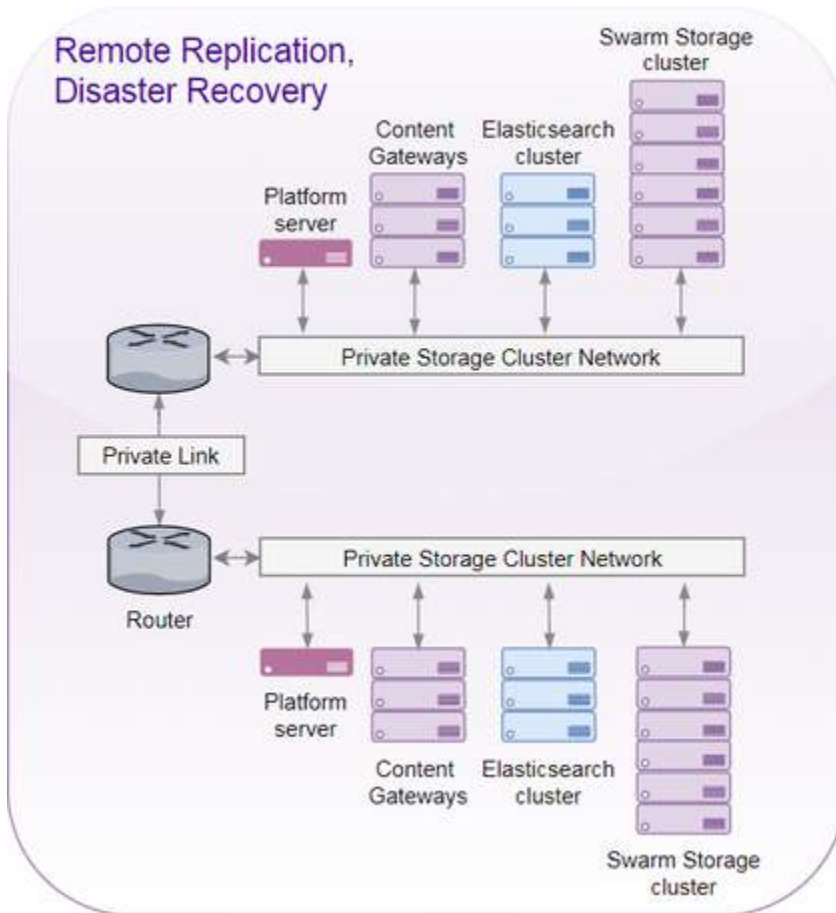 Remote Replication,
Disaster Recovery
Swarm Storage
cluster
Content
Gateways
Elasticsearch
cluster
Platform
server
Private Storage Cluster Network
Private Link
Private Storage Cluster Network
Router
Platform
server
Content
Gateways
Elasticsearch
cluster
Swarm Storage
cluster